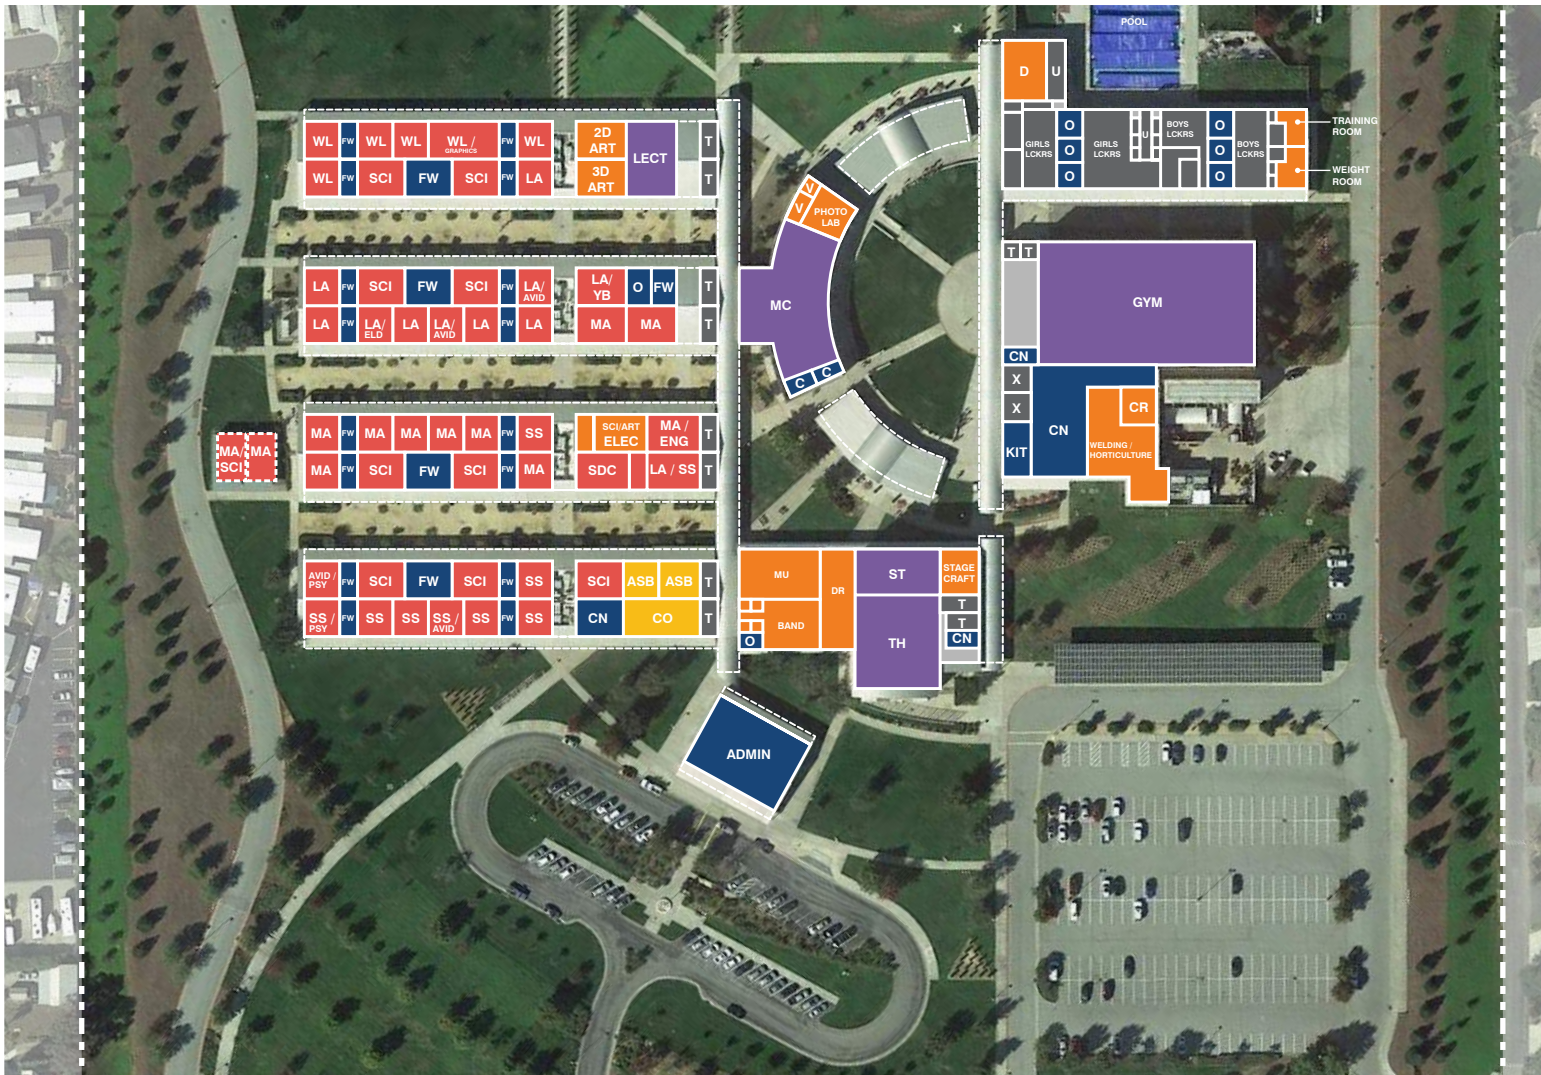 POOL
D U
TRAINING
ROOM
WEIGHT
ROOM
GIRLS
LCKRS
O
O
O
GIRLS
LCKRS
U
BOYS
LCKRS
O
O
O
BOYS
LCKRS
WL FW WL WL WL /
GRAPHICS
FW WL
2D
ART
LECT
T
WL FW SCI FW SCI FW LA
3D
ART
T
V
V
PHOTO
LAB
MC
C C
T T
GYM
CN
X
X
KIT
CN
CR
WELDING /
HORTICULTURE
LA FW SCI FW SCI FW LA/
AVID
LA/
YB
O FW T
LA FW LA/
ELD
LA LA/
AVID
LA FW LA MA MA T
MA/
SCI
MA
MA FW MA MA MA MA FW SS
SCI/ART
ELEC
MA /
ENG
T
MA FW SCI FW SCI FW MA SDC LA / SS T
AVID /
PSY
FW SCI FW SCI FW SS SCI ASB ASB T
SS /
PSY
FW SS SS SS /
AVID
SS FW SS CN CO T
MU
DR
ST
STAGE
CRAFT
BAND
O
TH
T
T
CN
ADMIN